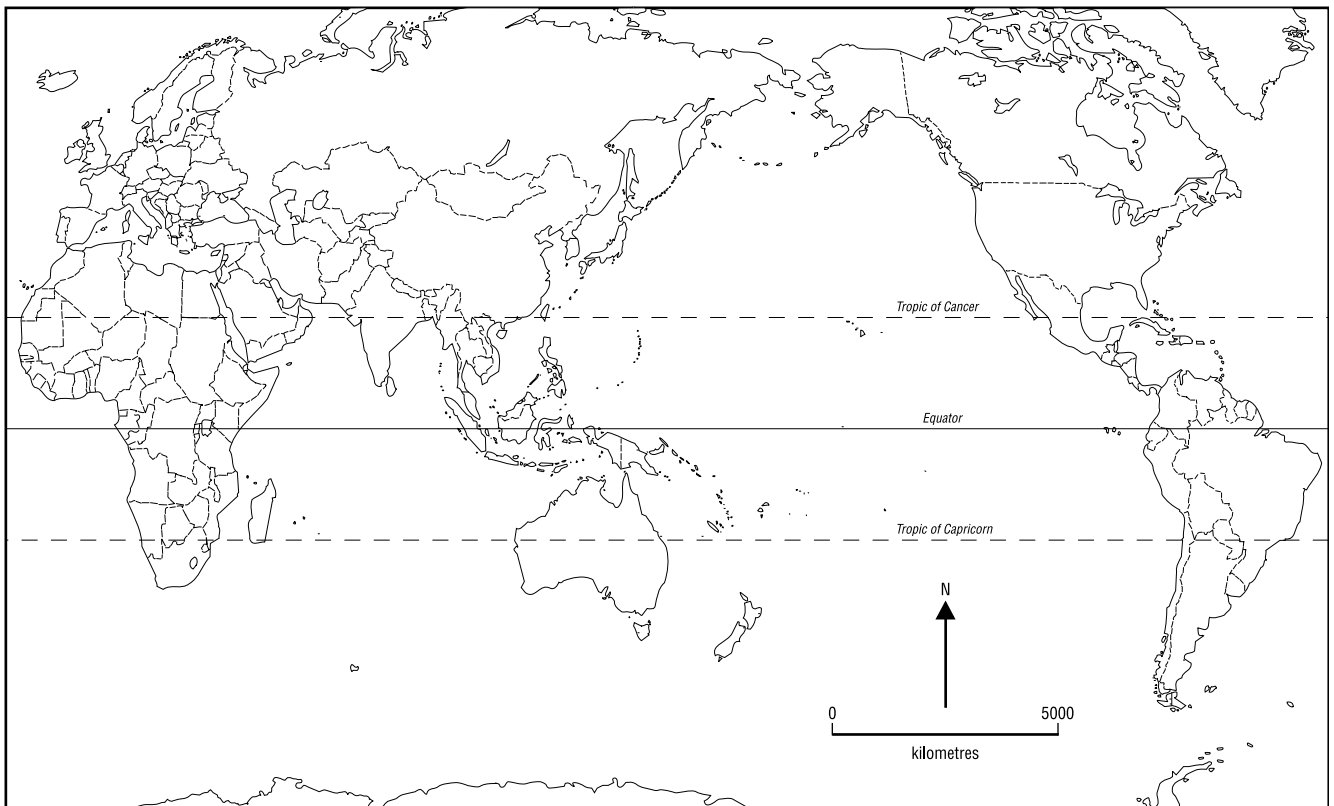 Tropic of Cancer
Equator
Tropic of Capricorn
N
0 5000
kilometres